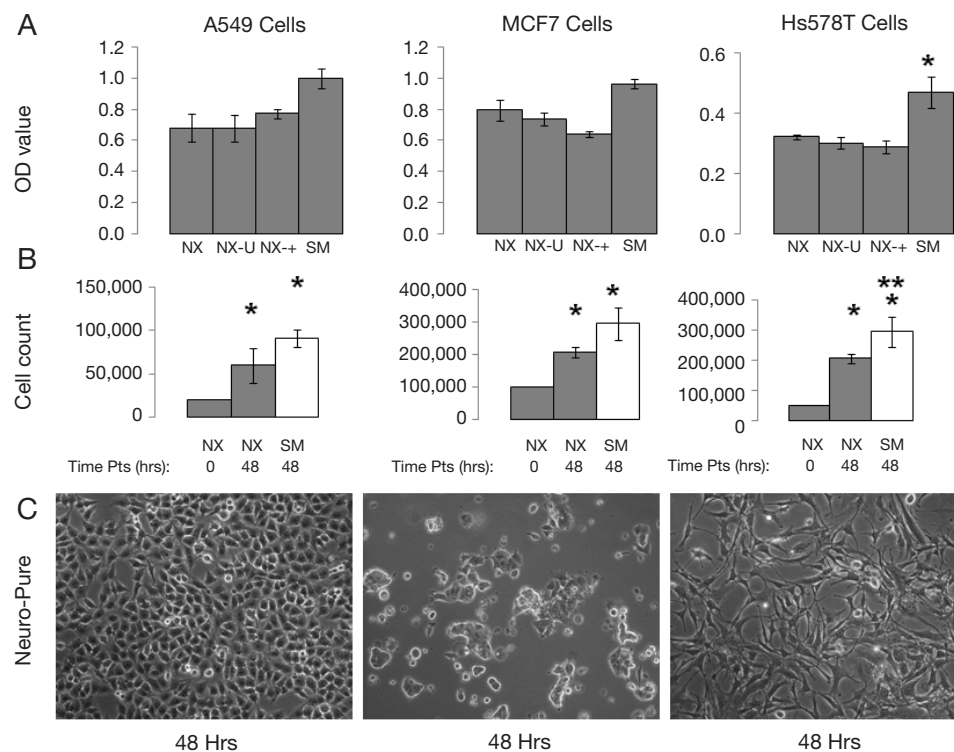 A
A549 Cells MCF7 Cells Hs578T Cells
OD value
1.2 1.2 0.6
1.0 1.0
0.8 0.8 0.4
0.6 0.6
0.4 0.4 0.2
0.2 0.2
0.0 0.0 0.0
NX NX-U NX-+ SM NX NX-U NX-+ SM NX NX-U NX-+ SM
*
B
Cell count
150,000 400,000 400,000
100,000 300,000 300,000
50,000 200,000 200,000
0 100,000 100,000
0 0
* * * * * ** *
NX NX SM NX NX SM NX NX SM
Time Pts (hrs): 0 48 48 Time Pts (hrs): 0 48 48 Time Pts (hrs): 0 48 48
C
Neuro-Pure
48 Hrs 48 Hrs 48 Hrs